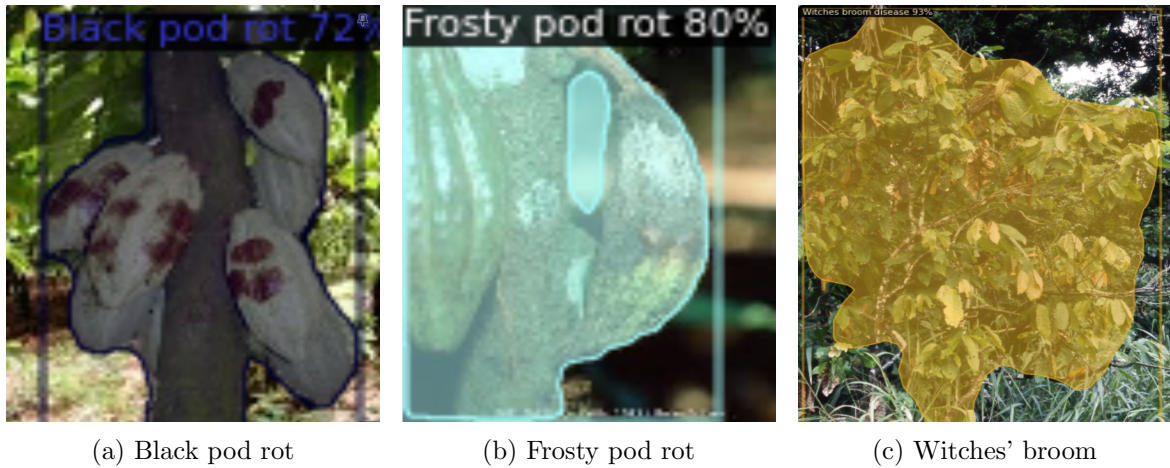 Black pod rot 72%
Frosty pod rot 80%
Witches broom disease 93%
(a) Black pod rot
(b) Frosty pod rot
(c) Witches' broom